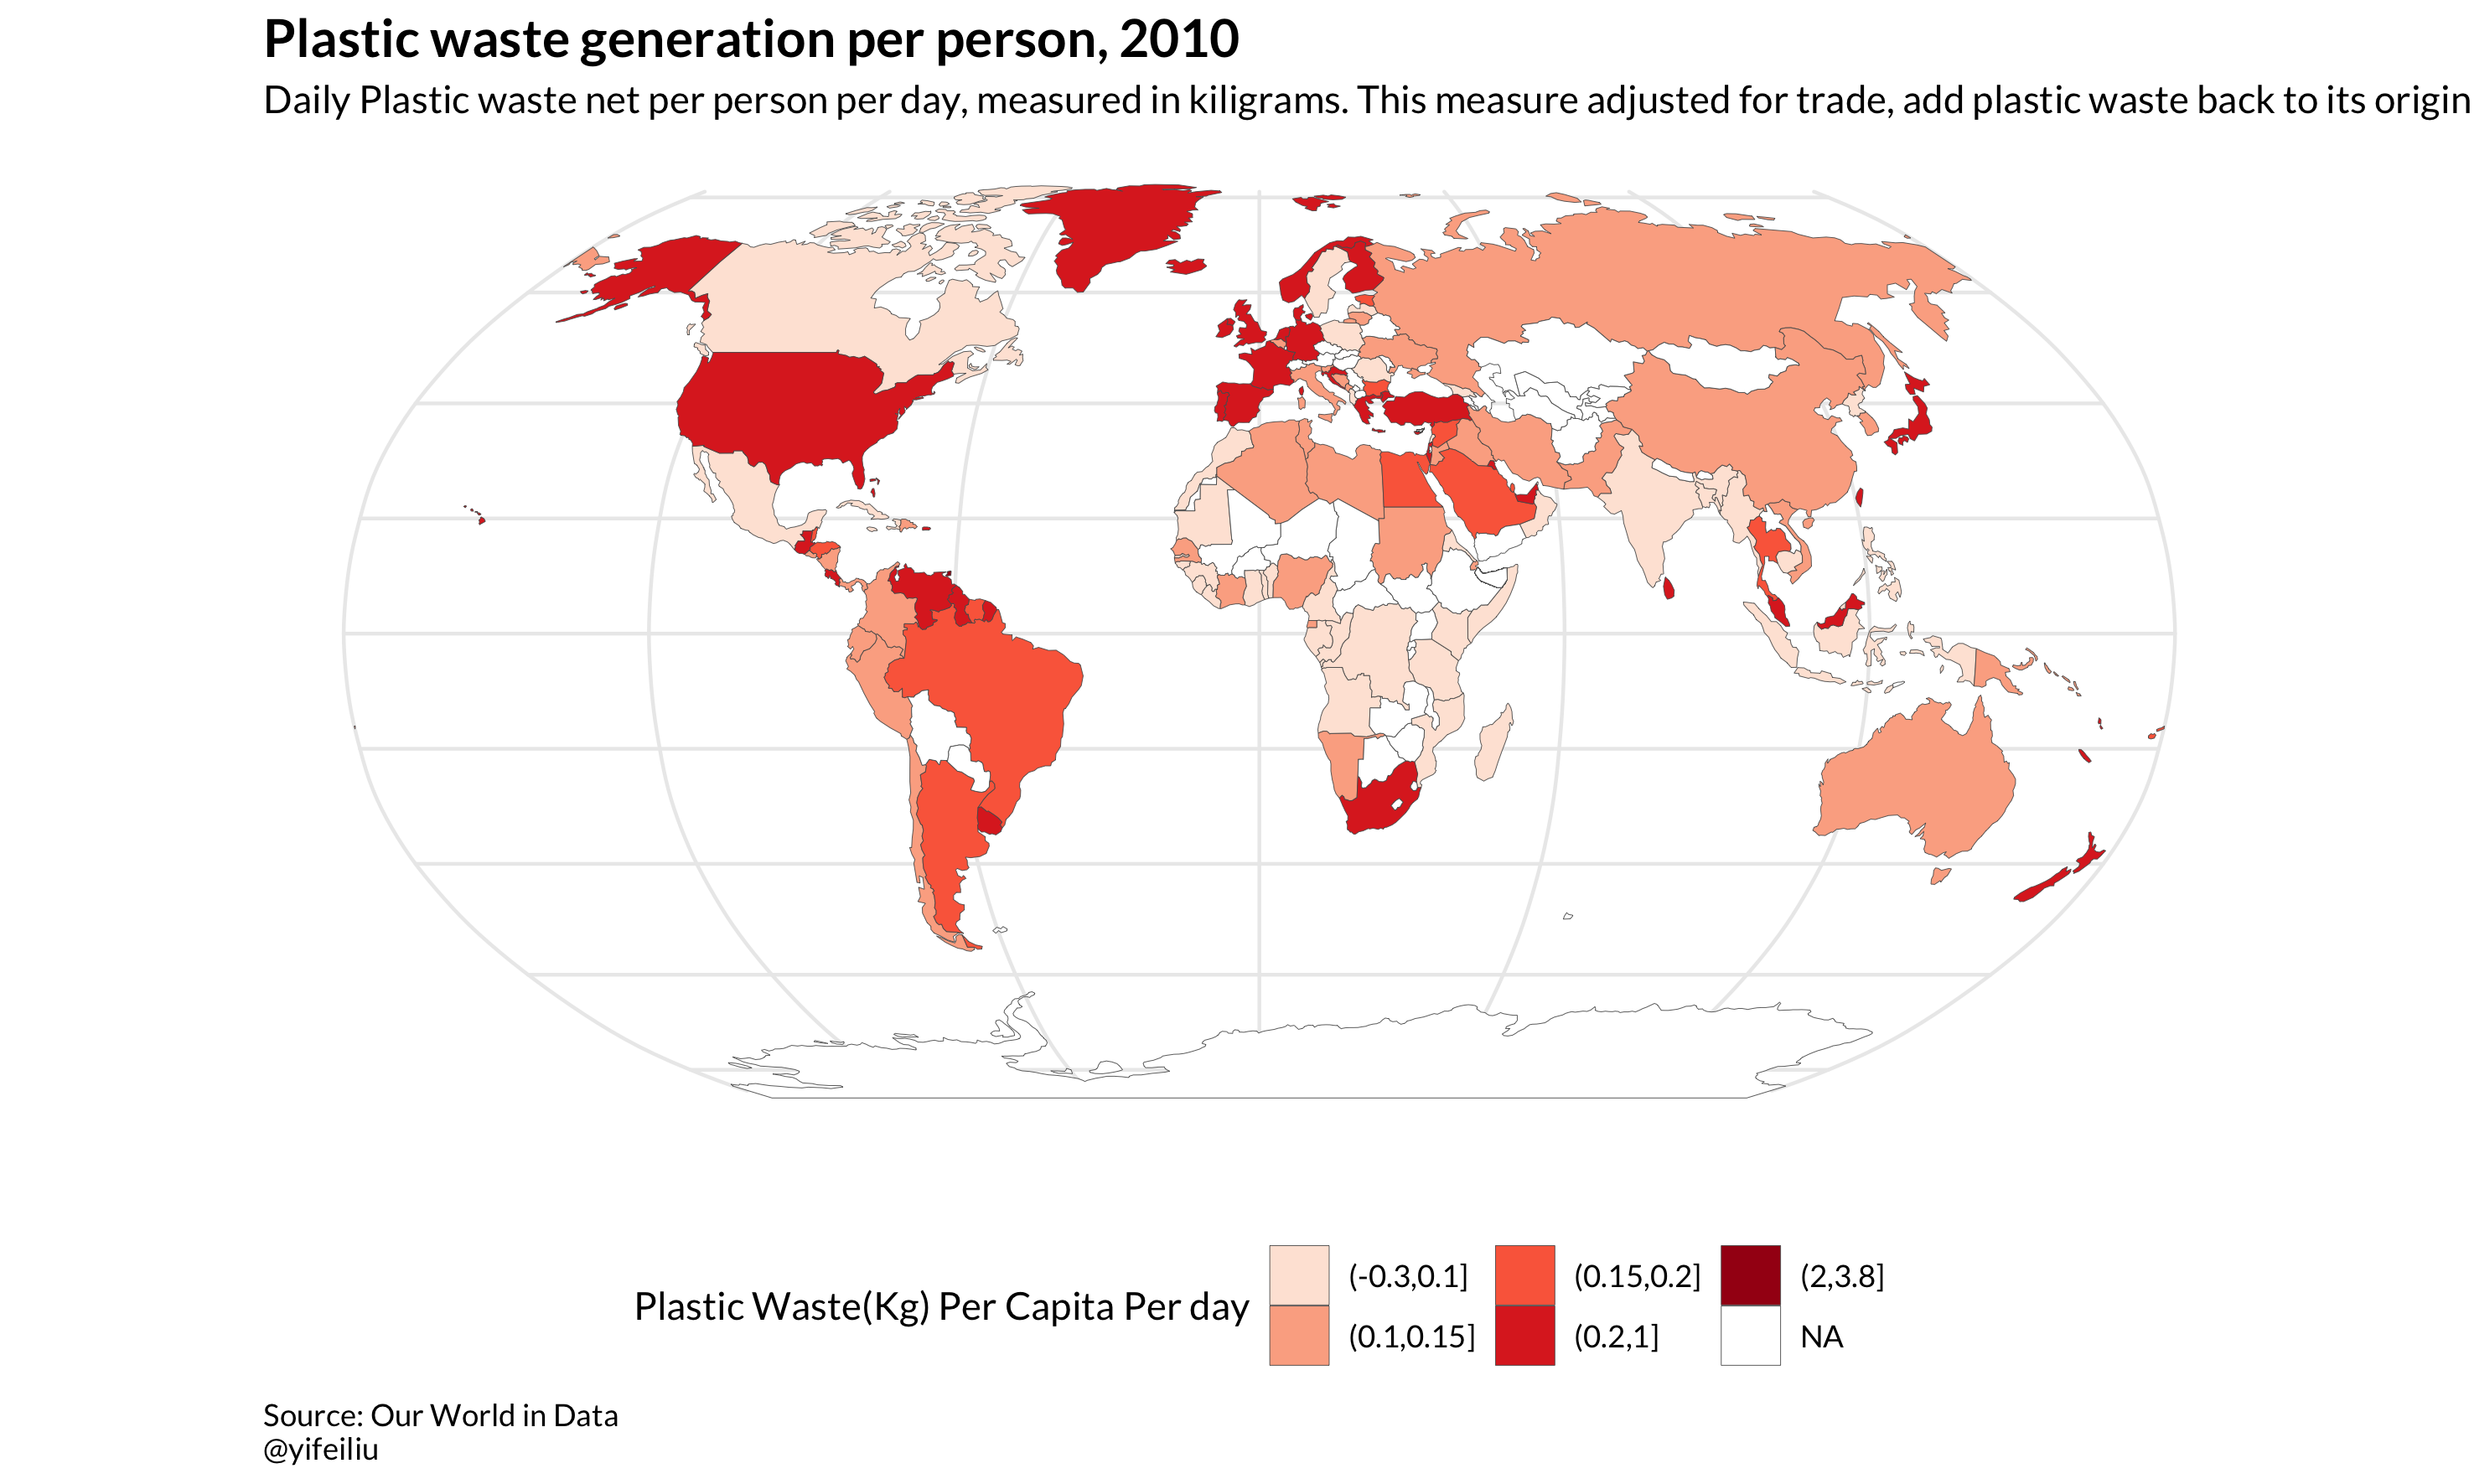 Plastic waste generation per person, 2010
Daily Plastic waste net per person per day, measured in kiligrams. This measure adjusted for trade, add plastic waste back to its origin
Plastic Waste(Kg) Per Capita Per day
(-0.3,0.1]
(0.15,0.2]
(2,3.8]
(0.1,0.15]
(0.2,1]
NA
Source: Our World in Data
@yifeiliu